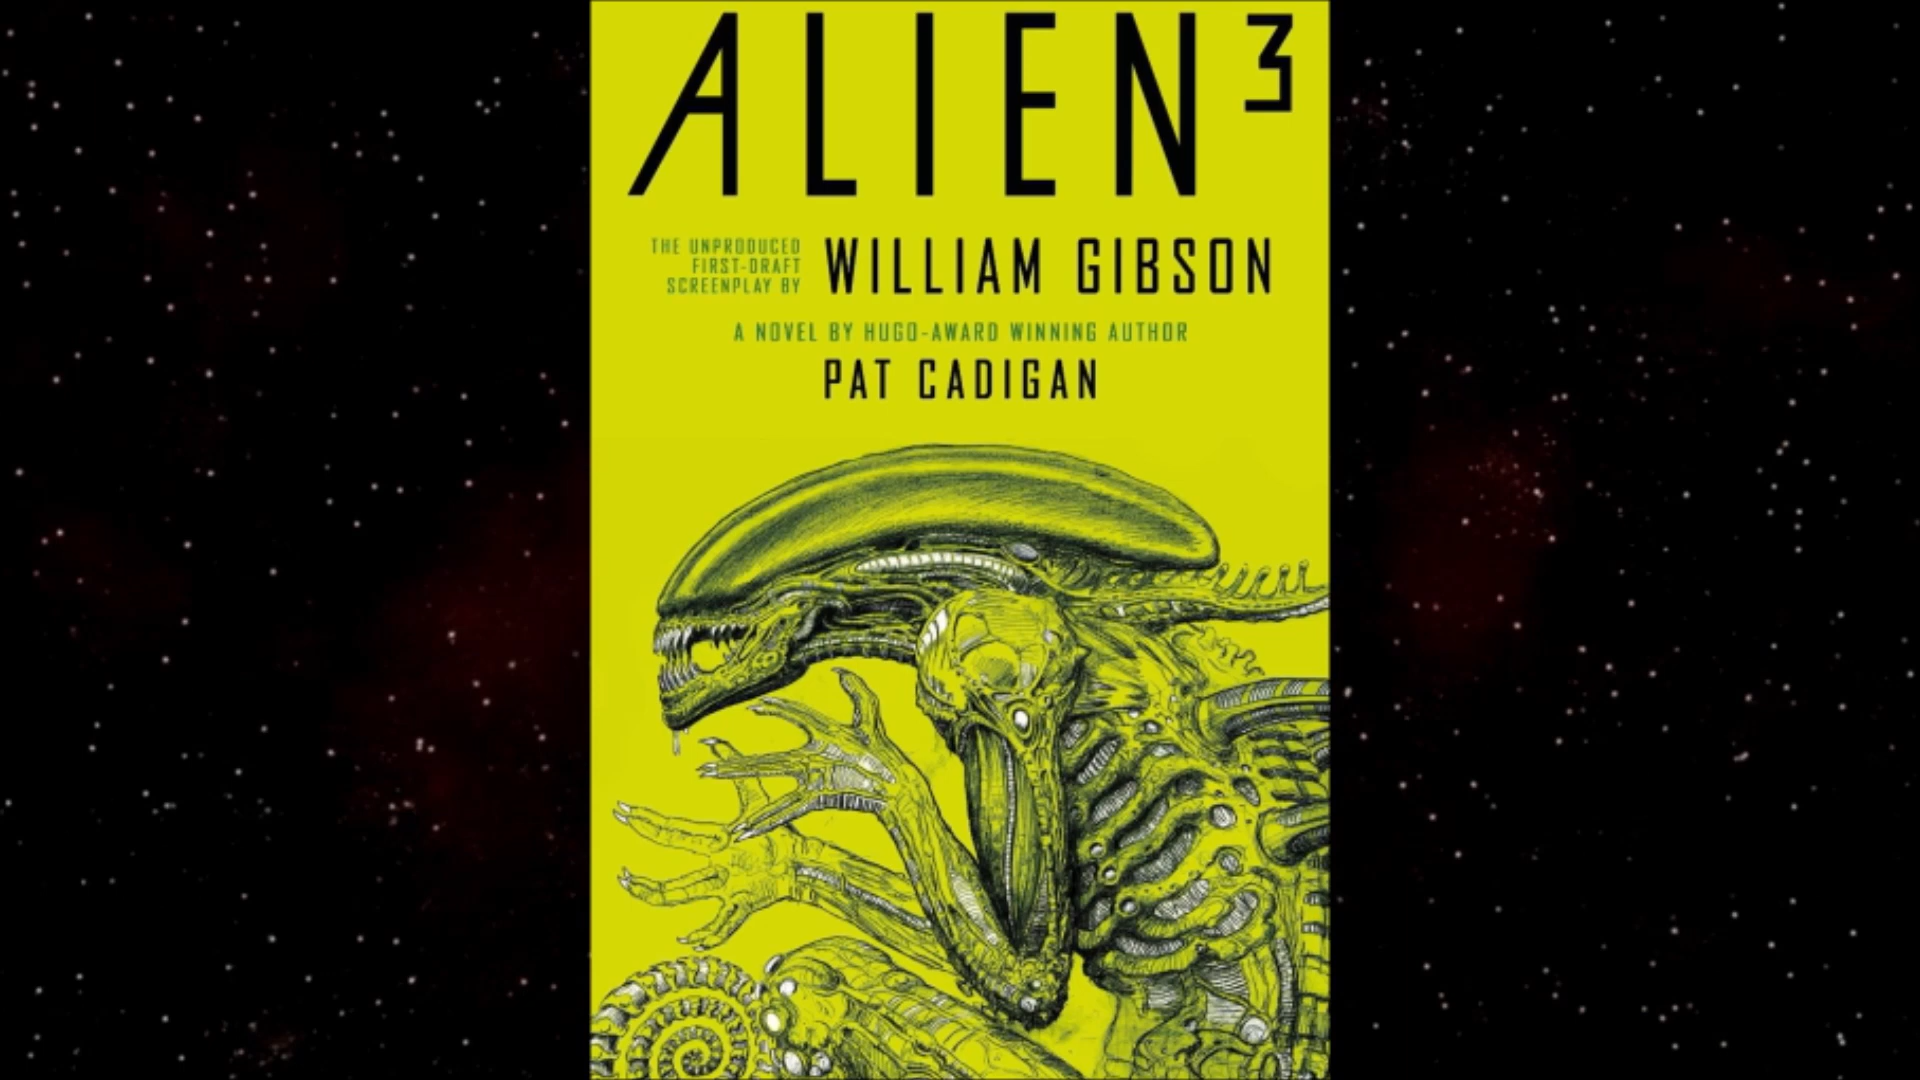 ALIEN³
THE UNPRODUCED
FIRST-DRAFT
SCREENPLAY BY
WILLIAM GIBSON
A NOVEL BY HUGO-AWARD WINNING AUTHOR
PAT CADIGAN